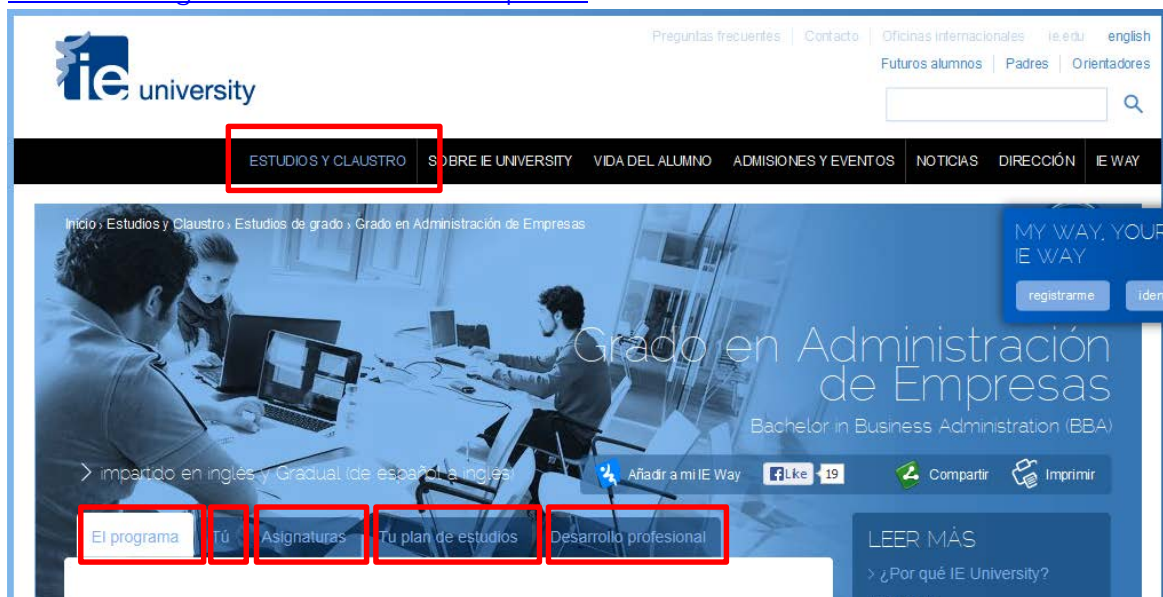 Preguntas frecuentes Contacto Oficinas internacionales ie.edu english
Futuros alumnos Padres Orientadores
ie university
ESTUDIOS Y CLAUSTRO SOBRE IE UNIVERSITY VIDA DEL ALUMNO ADMISIONES Y EVENTOS NOTICIAS DIRECCIÓN IE WAY
Inicio › Estudios y Claustro › Estudios de grado › Grado en Administración de Empresas
MY WAY, YOUR
IE WAY
registrarme iden
Grado en Administración
de Empresas
Bachelor in Business Administration (BBA)
> impartido en inglés y Gradual (de español a inglés)
Añadir a mi IE Way Like 19 Compartir Imprimir
El programa Tú Asignaturas Tu plan de estudios Desarrollo profesional
LEER MÁS
> ¿Por qué IE University?